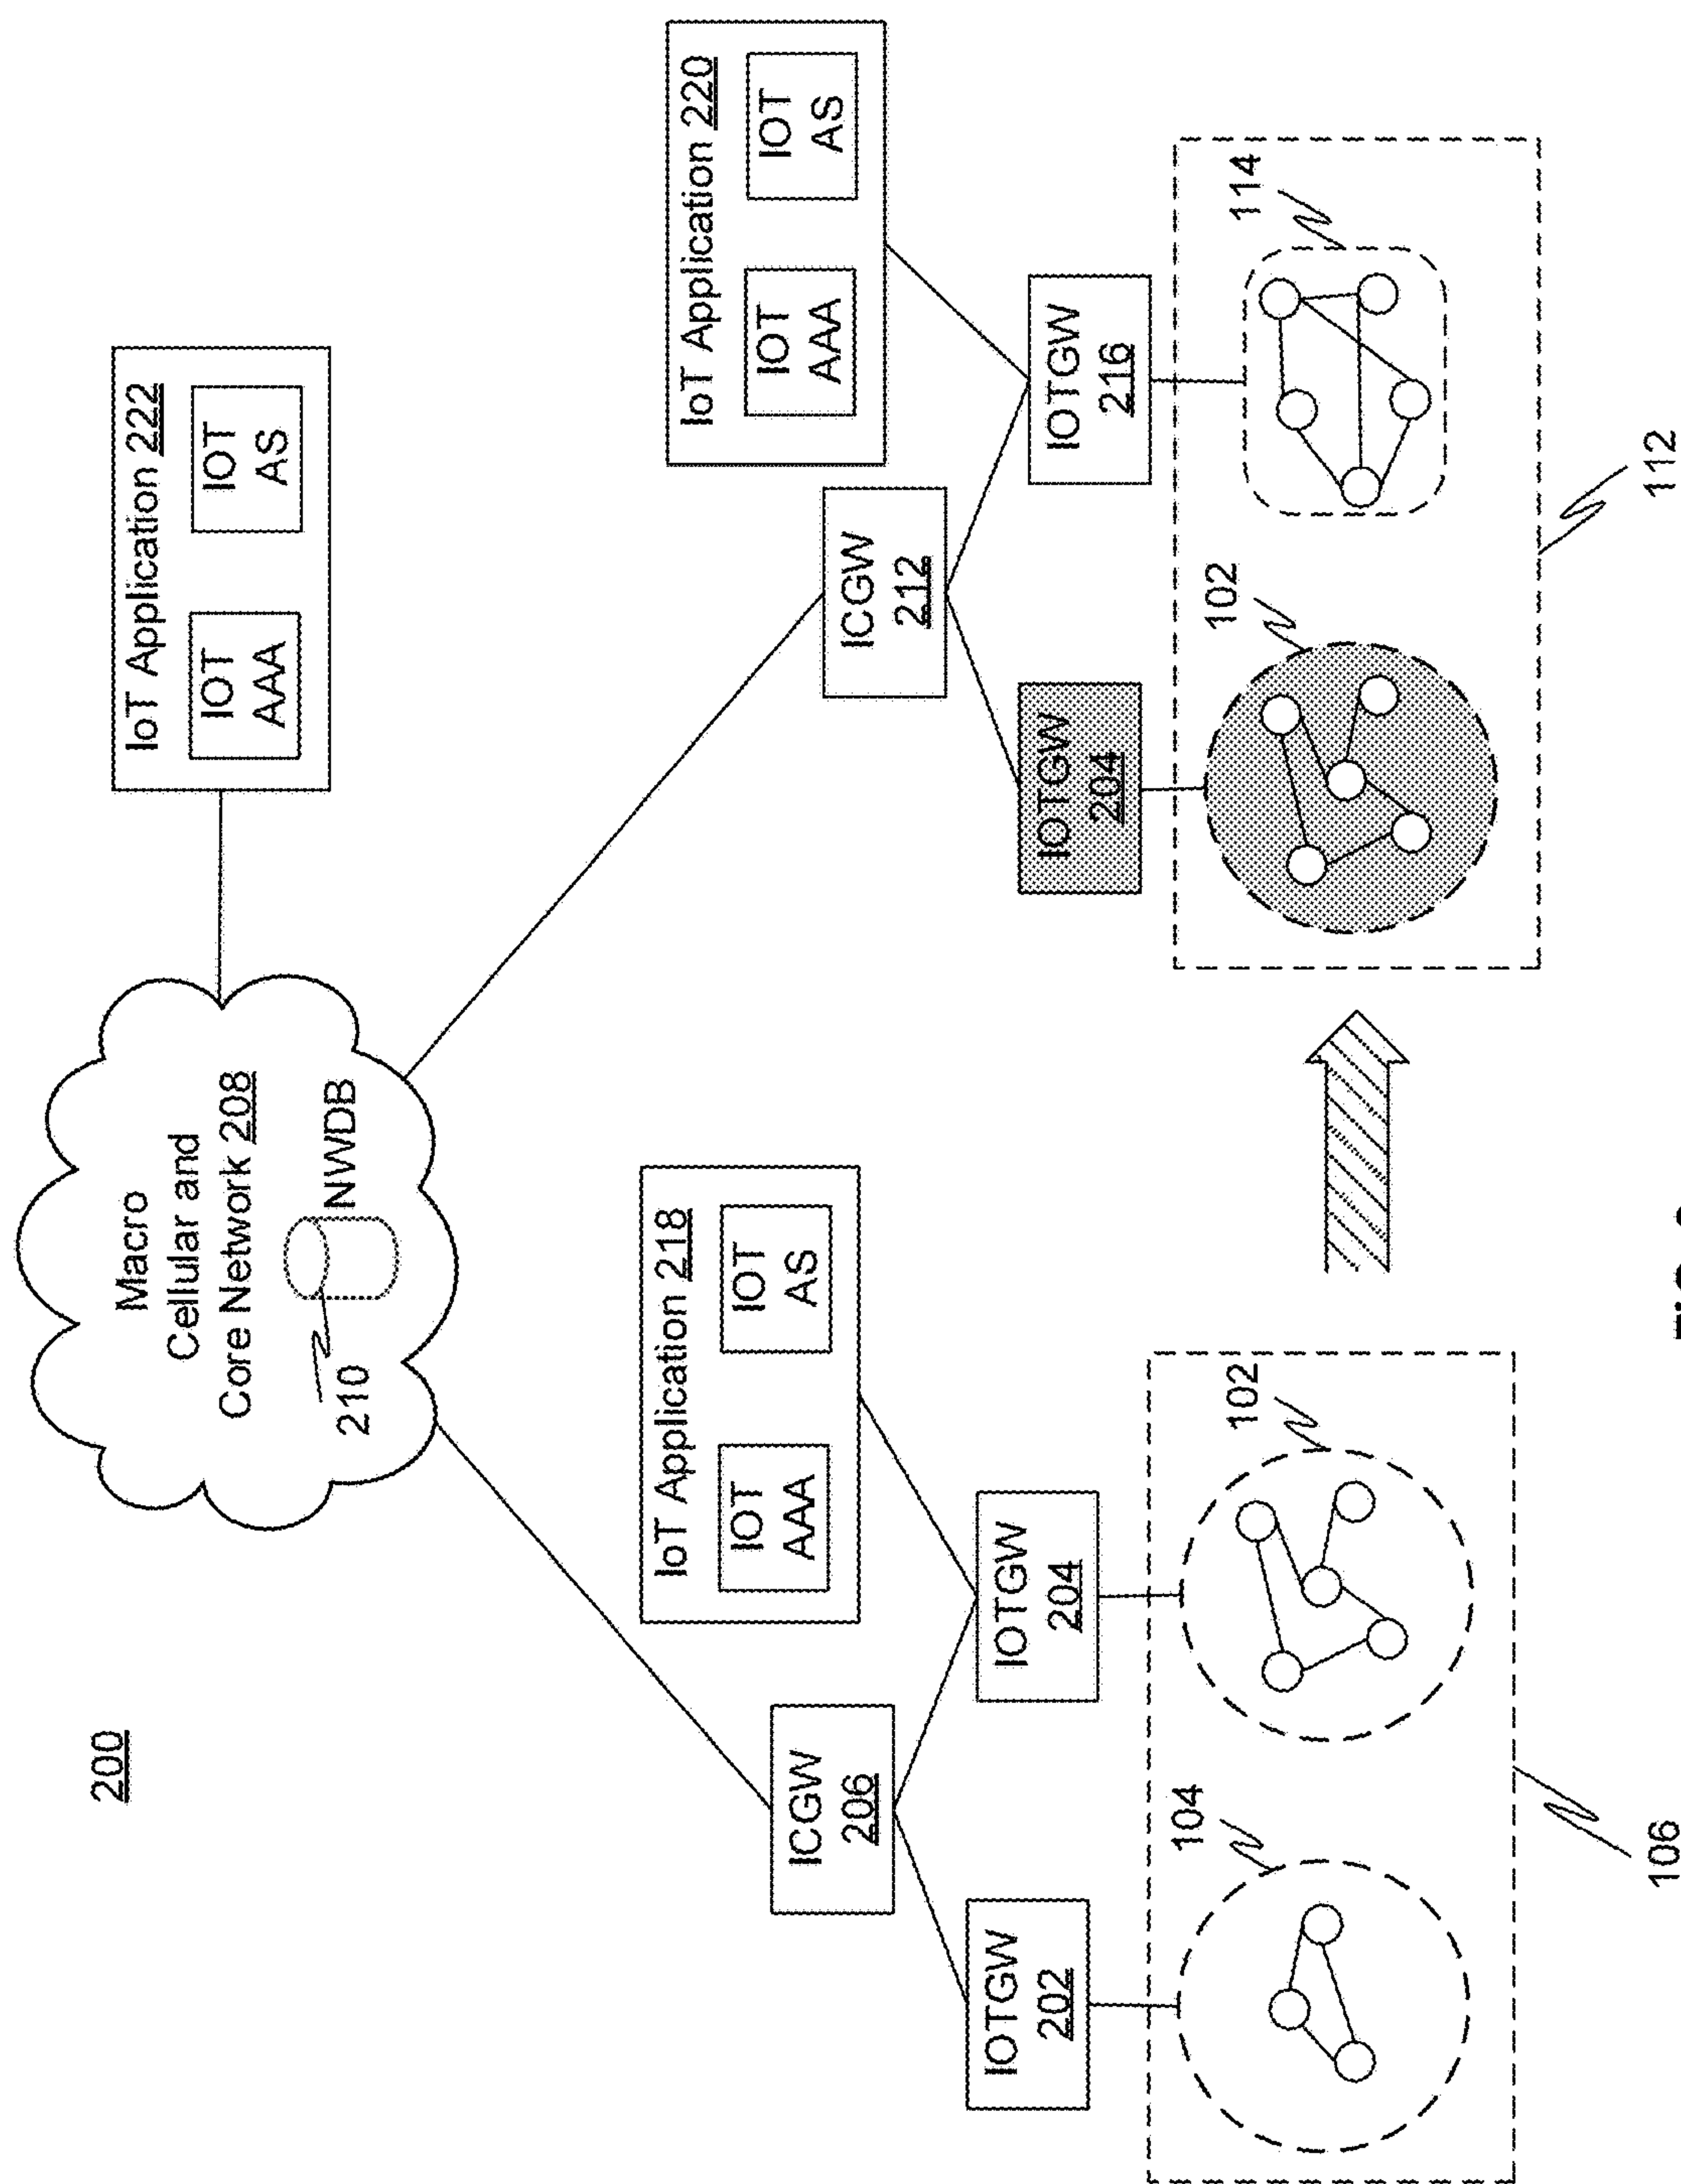 200
Macro
Cellular and
Core Network 208
NWDB
210
IoT Application 222
IOT
AAA
IOT
AS
IoT Application 218
IOT
AAA
IOT
AS
IoT Application 220
IOT
AAA
IOT
AS
ICGW
206
ICGW
212
IOTGW
202
IOTGW
204
IOTGW
204
IOTGW
216
104
102
102
114
106
112